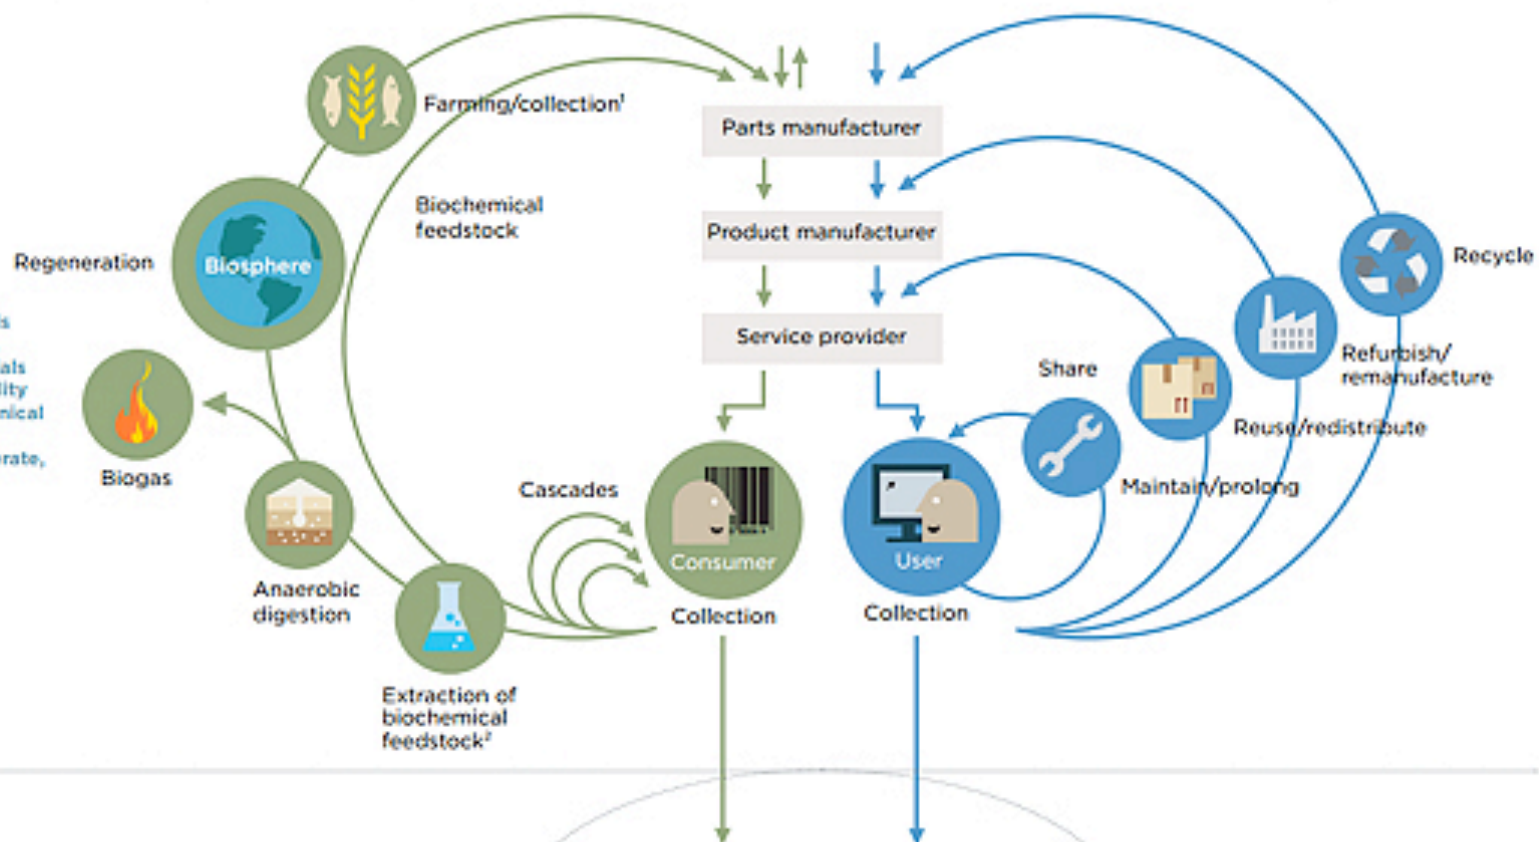 Farming/collection¹
Parts manufacturer
Biochemical
feedstock
Product manufacturer
Regeneration
Biosphere
Recycle
Service provider
Share
Refurbish/
remanufacture
Reuse/redistribute
Biogas
Cascades
Maintain/prolong
Consumer
User
Anaerobic
digestion
Collection
Collection
Extraction of
biochemical
feedstock²